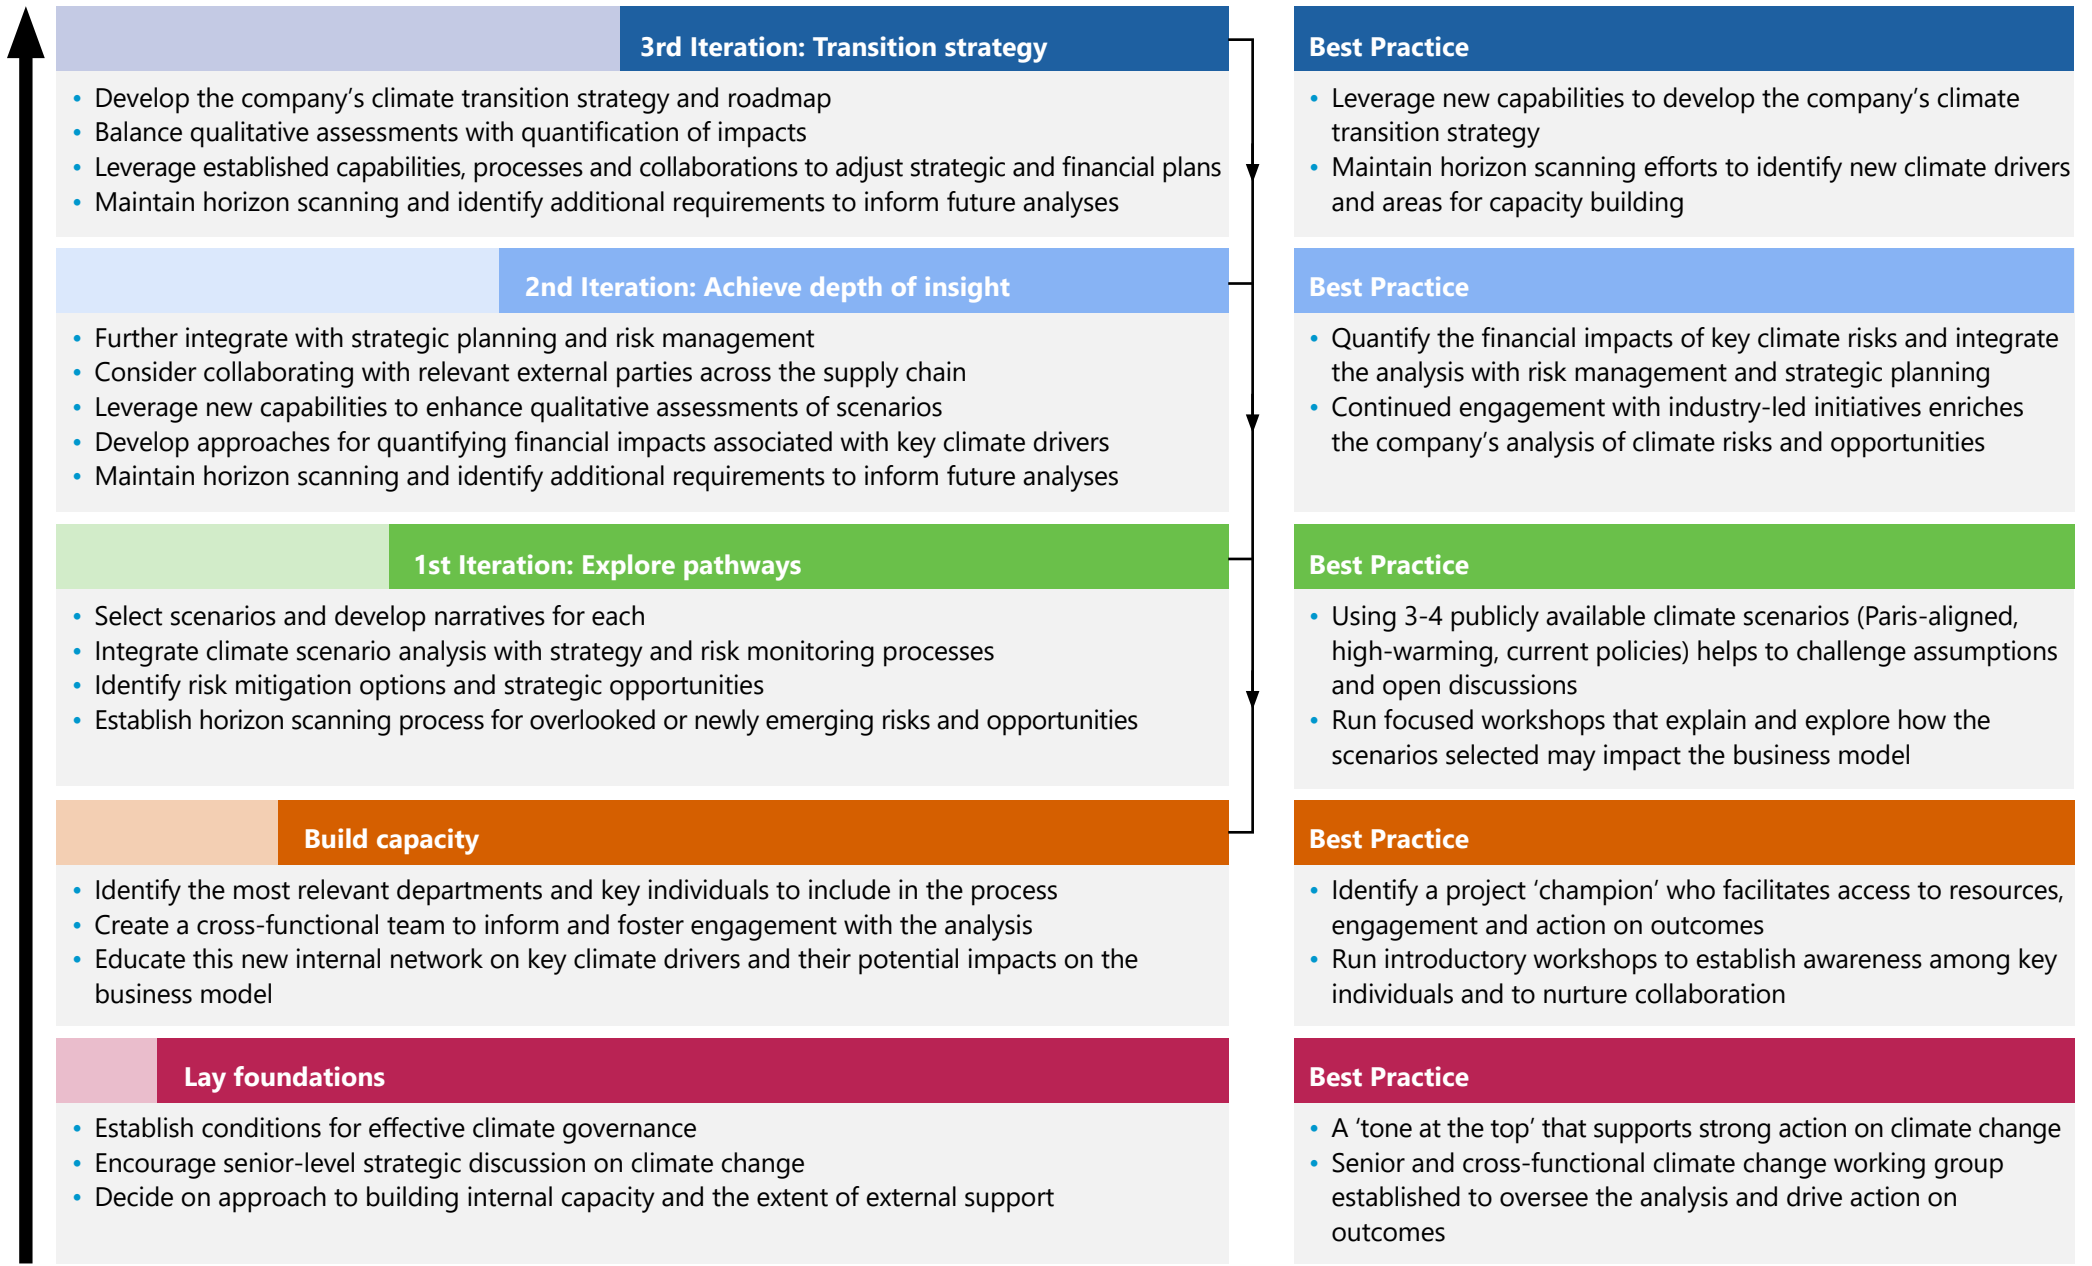 3rd Iteration: Transition strategy
• Develop the company’s climate transition strategy and roadmap
• Balance qualitative assessments with quantification of impacts
• Leverage established capabilities, processes and collaborations to adjust strategic and financial plans
• Maintain horizon scanning and identify additional requirements to inform future analyses
Best Practice
• Leverage new capabilities to develop the company’s climate
transition strategy
• Maintain horizon scanning efforts to identify new climate drivers
and areas for capacity building
2nd Iteration: Achieve depth of insight
• Further integrate with strategic planning and risk management
• Consider collaborating with relevant external parties across the supply chain
• Leverage new capabilities to enhance qualitative assessments of scenarios
• Develop approaches for quantifying financial impacts associated with key climate drivers
• Maintain horizon scanning and identify additional requirements to inform future analyses
Best Practice
• Quantify the financial impacts of key climate risks and integrate
the analysis with risk management and strategic planning
• Continued engagement with industry-led initiatives enriches
the company’s analysis of climate risks and opportunities
1st Iteration: Explore pathways
• Select scenarios and develop narratives for each
• Integrate climate scenario analysis with strategy and risk monitoring processes
• Identify risk mitigation options and strategic opportunities
• Establish horizon scanning process for overlooked or newly emerging risks and opportunities
Best Practice
• Using 3-4 publicly available climate scenarios (Paris-aligned,
high-warming, current policies) helps to challenge assumptions
and open discussions
• Run focused workshops that explain and explore how the
scenarios selected may impact the business model
Build capacity
• Identify the most relevant departments and key individuals to include in the process
• Create a cross-functional team to inform and foster engagement with the analysis
• Educate this new internal network on key climate drivers and their potential impacts on the
business model
Best Practice
• Identify a project ‘champion’ who facilitates access to resources,
engagement and action on outcomes
• Run introductory workshops to establish awareness among key
individuals and to nurture collaboration
Lay foundations
• Establish conditions for effective climate governance
• Encourage senior-level strategic discussion on climate change
• Decide on approach to building internal capacity and the extent of external support
Best Practice
• A ‘tone at the top’ that supports strong action on climate change
• Senior and cross-functional climate change working group
established to oversee the analysis and drive action on
outcomes